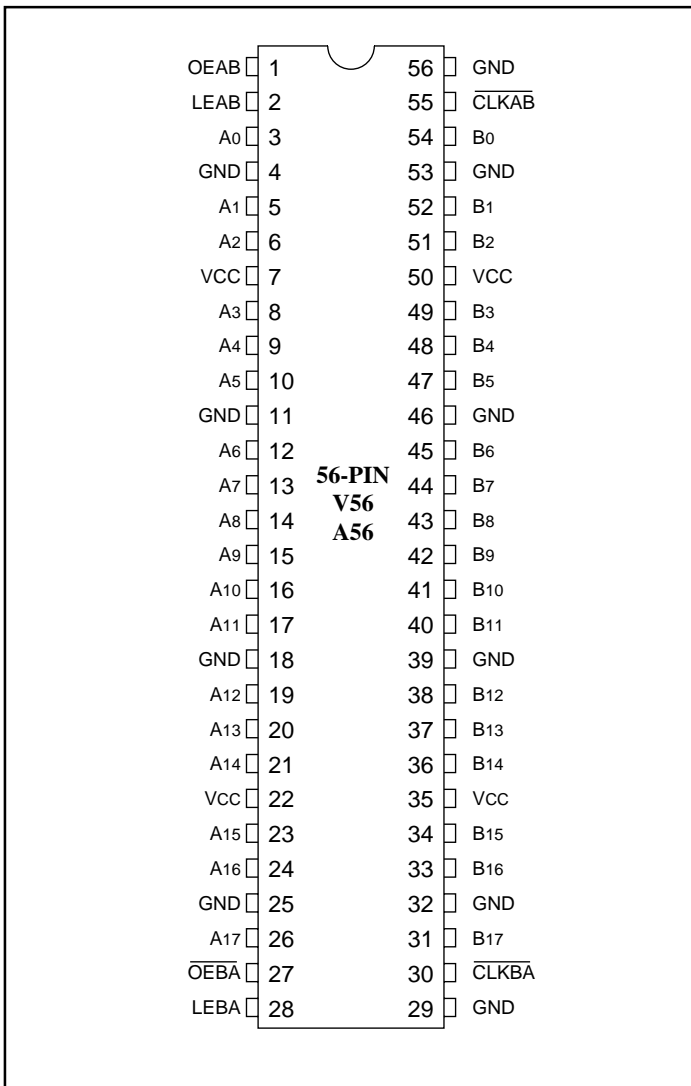 OEAB 1 56 GND
LEAB 2 55 CLKAB
A0 3 54 B0
GND 4 53 GND
A1 5 52 B1
A2 6 51 B2
VCC 7 50 VCC
A3 8 49 B3
A4 9 48 B4
A5 10 47 B5
GND 11 46 GND
A6 12 45 B6
A7 13 56-PIN 44 B7
A8 14 V56 43 B8
A9 15 A56 42 B9
A10 16 41 B10
A11 17 40 B11
GND 18 39 GND
A12 19 38 B12
A13 20 37 B13
A14 21 36 B14
VCC 22 35 VCC
A15 23 34 B15
A16 24 33 B16
GND 25 32 GND
A17 26 31 B17
OEBA 27 30 CLKBA
LEBA 28 29 GND